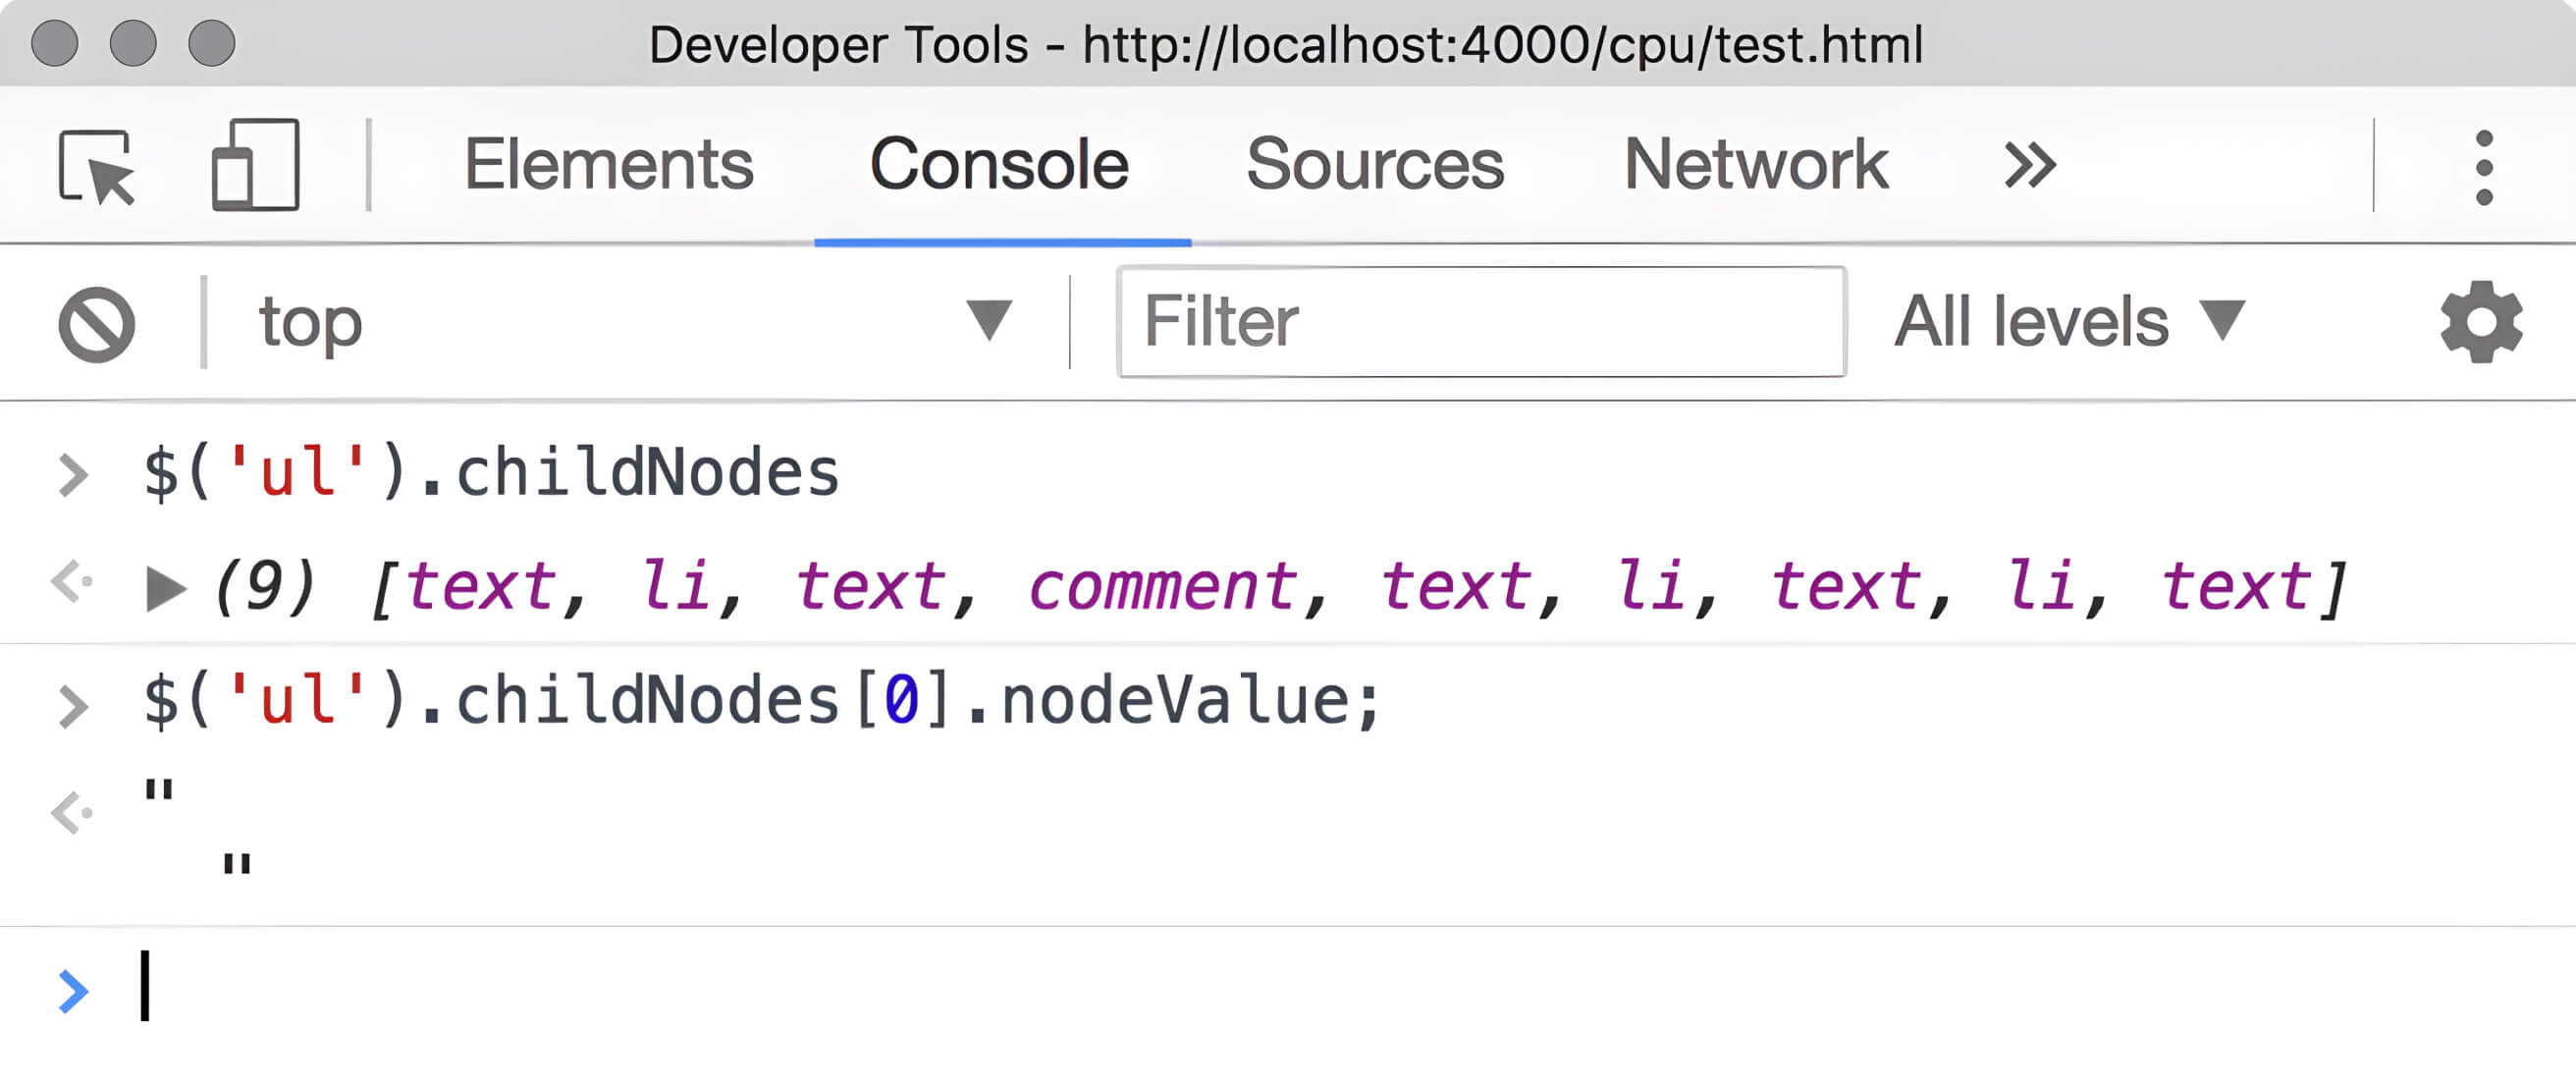 Developer Tools - http://localhost:4000/cpu/test.html
Elements Console Sources Network »
top ▼ Filter All levels ▼
> $('ul').childNodes
<· ▶ (9) [text, li, text, comment, text, li, text, li, text]
> $('ul').childNodes[0].nodeValue;
<· "
"
>